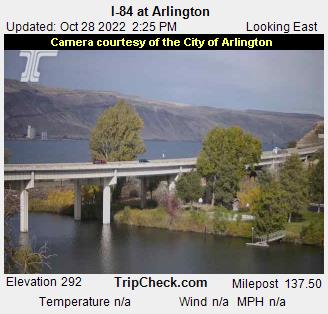 I-84 at Arlington
Updated: Oct 28 2022 2:25 PM Looking East
Camera courtesy of the City of Arlington
Elevation 292 TripCheck.com Milepost 137.50
Temperature n/a Wind n/a MPH n/a